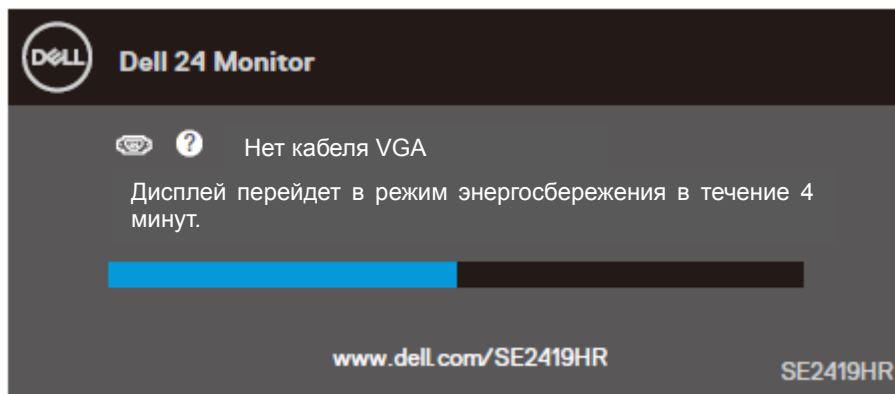 DELL
Dell 24 Monitor
? Нет кабеля VGA
Дисплей перейдет в режим энергосбережения в течение 4
минут.
www.dell.com/SE2419HR
SE2419HR